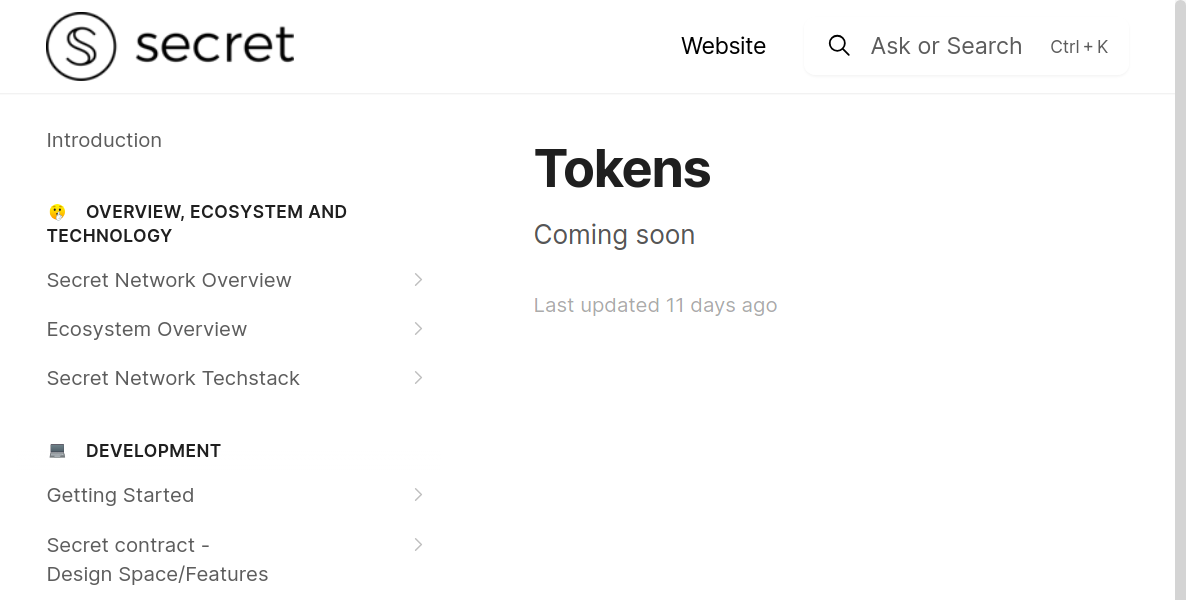 secret
Website
Ask or Search
Ctrl + K
Introduction
OVERVIEW, ECOSYSTEM AND
TECHNOLOGY
Secret Network Overview
Ecosystem Overview
Secret Network Techstack
DEVELOPMENT
Getting Started
Secret contract -
Design Space/Features
Tokens
Coming soon
Last updated 11 days ago